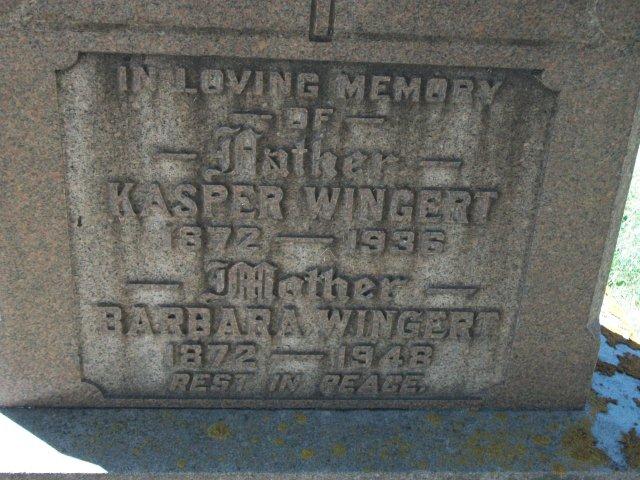 IN LOVING MEMORY
— OF —
— Father —
KASPER WINGERT
1872 — 1936
— Mother —
BARBARA WINGERT
1872 — 1948
REST IN PEACE.